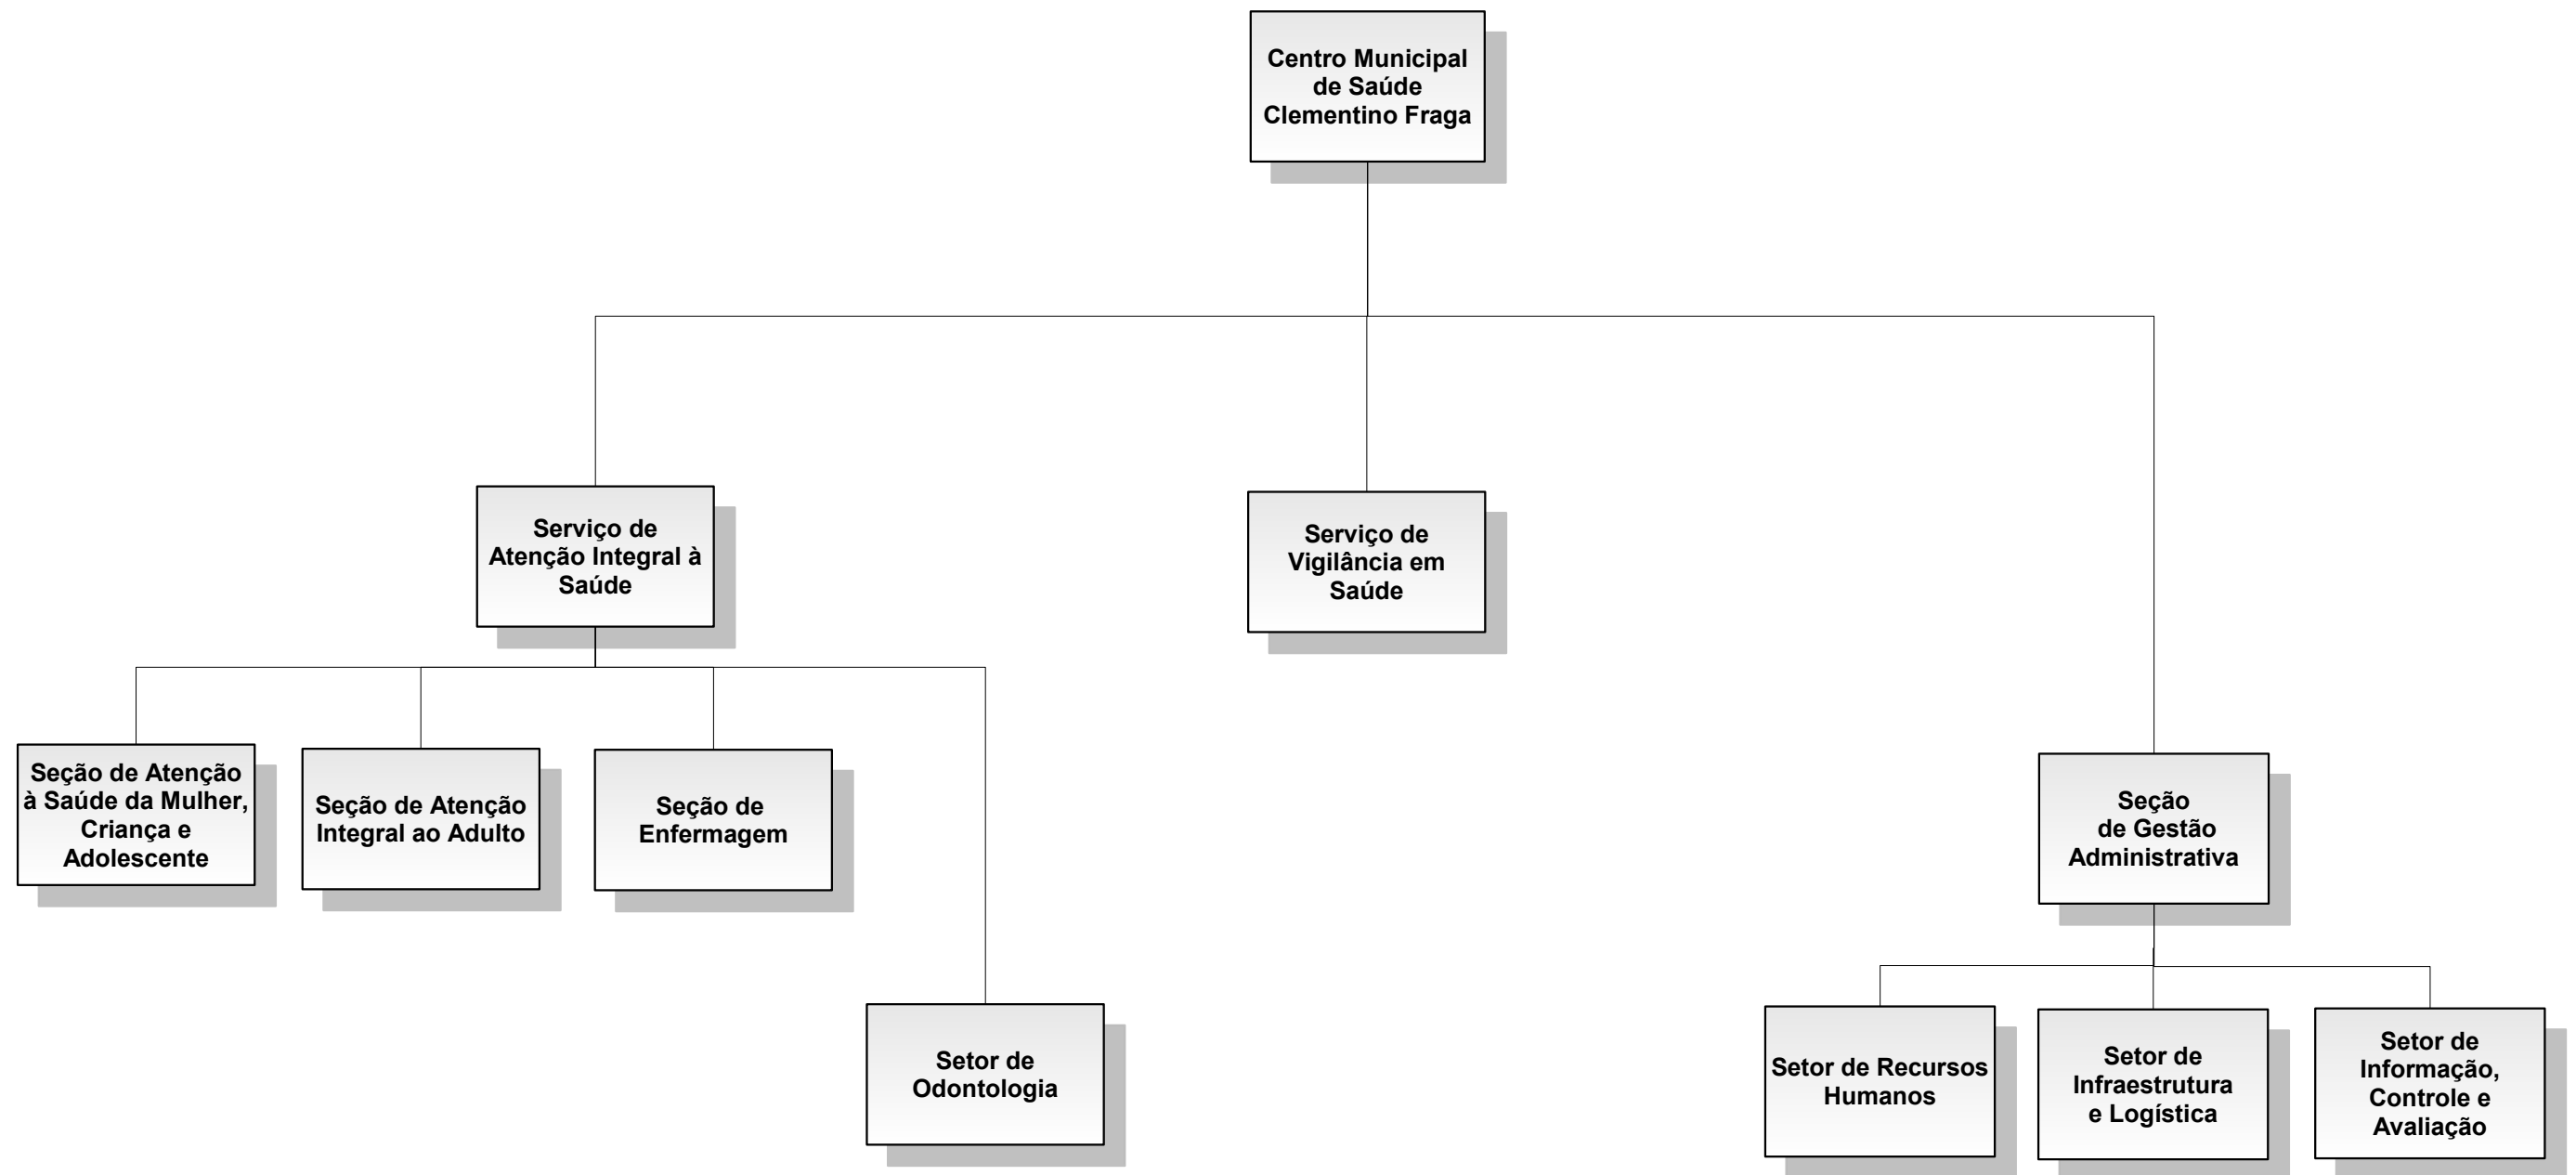 Centro Municipal
de Saúde
Clementino Fraga
Serviço de
Atenção Integral à
Saúde
Serviço de
Vigilância em
Saúde
Seção de Atenção
à Saúde da Mulher,
Criança e
Adolescente
Seção de Atenção
Integral ao Adulto
Seção de
Enfermagem
Seção
de Gestão
Administrativa
Setor de
Odontologia
Setor de Recursos
Humanos
Setor de
Infraestrutura
e Logística
Setor de
Informação,
Controle e
Avaliação